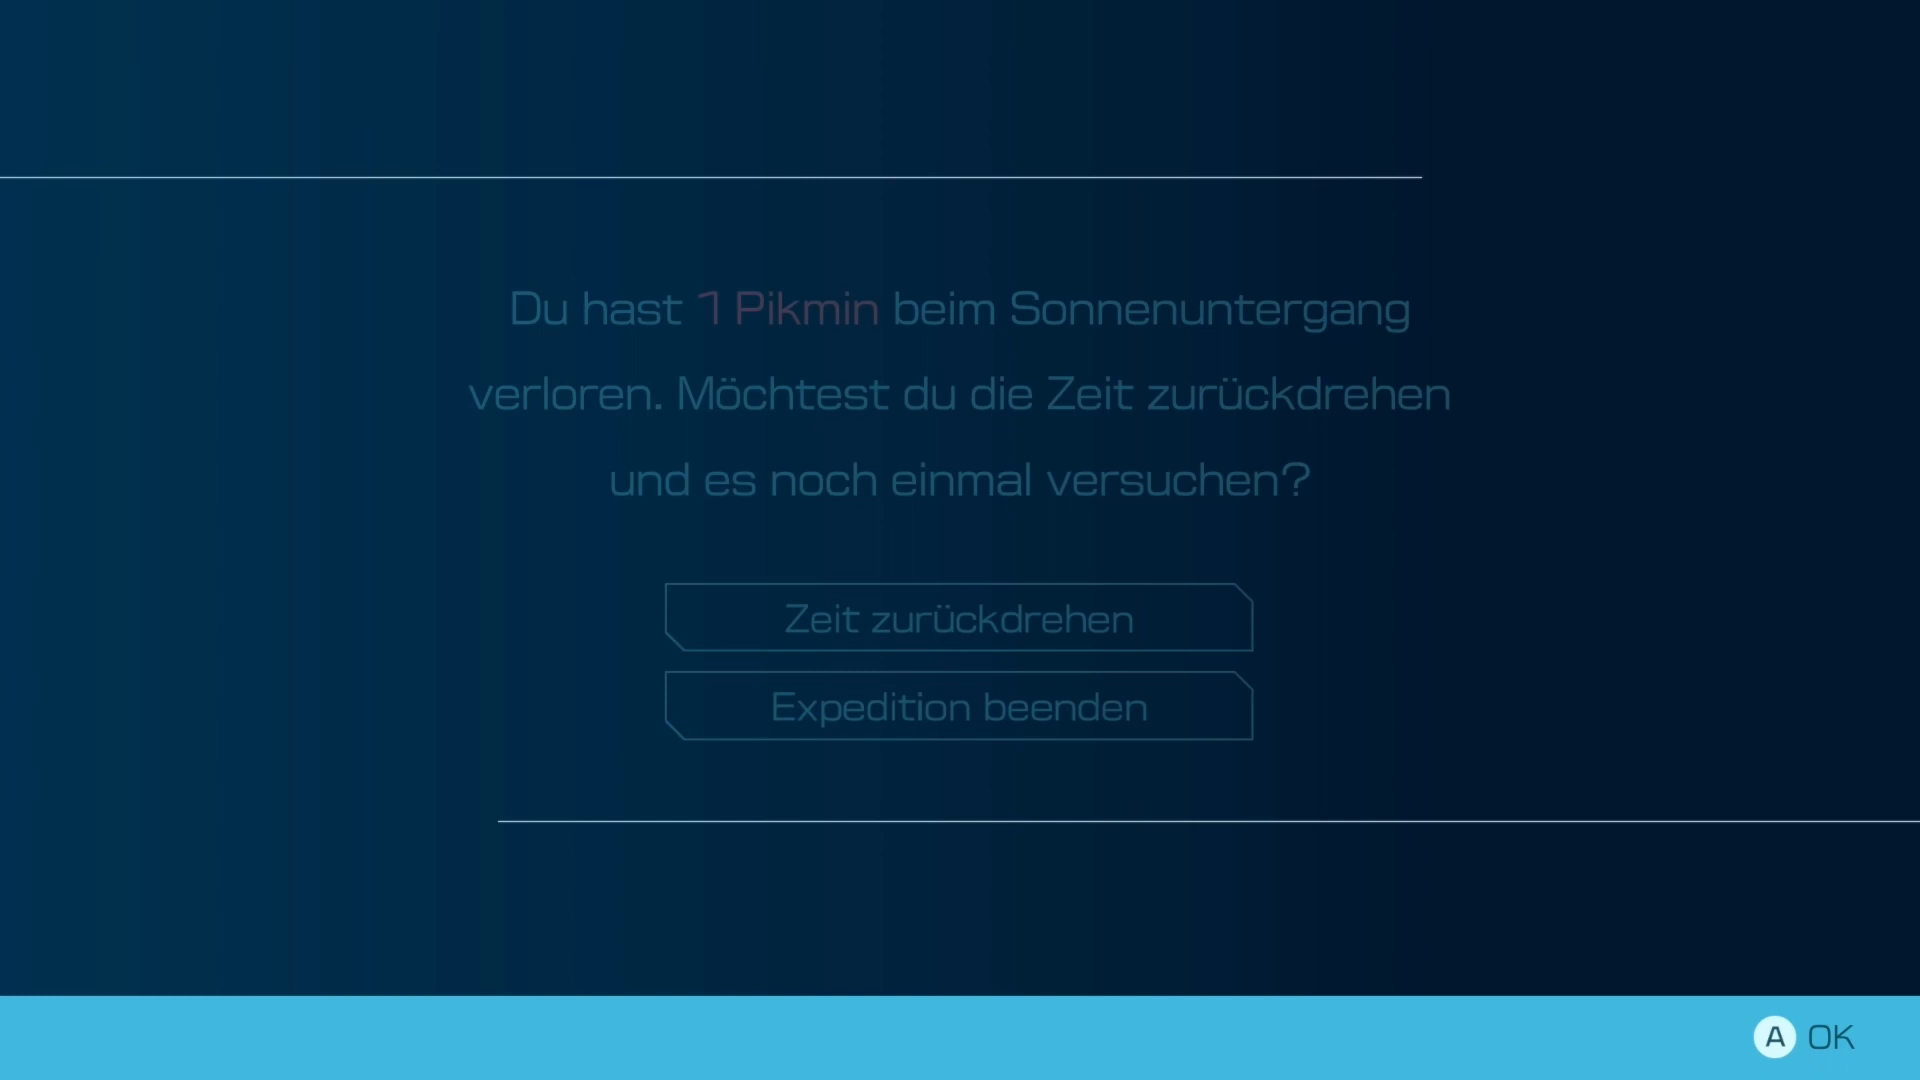 Du hast 1 Pikmin beim Sonnenuntergang
verloren. Möchtest du die Zeit zurückdrehen
und es noch einmal versuchen?
Zeit zurückdrehen
Expedition beenden
A OK